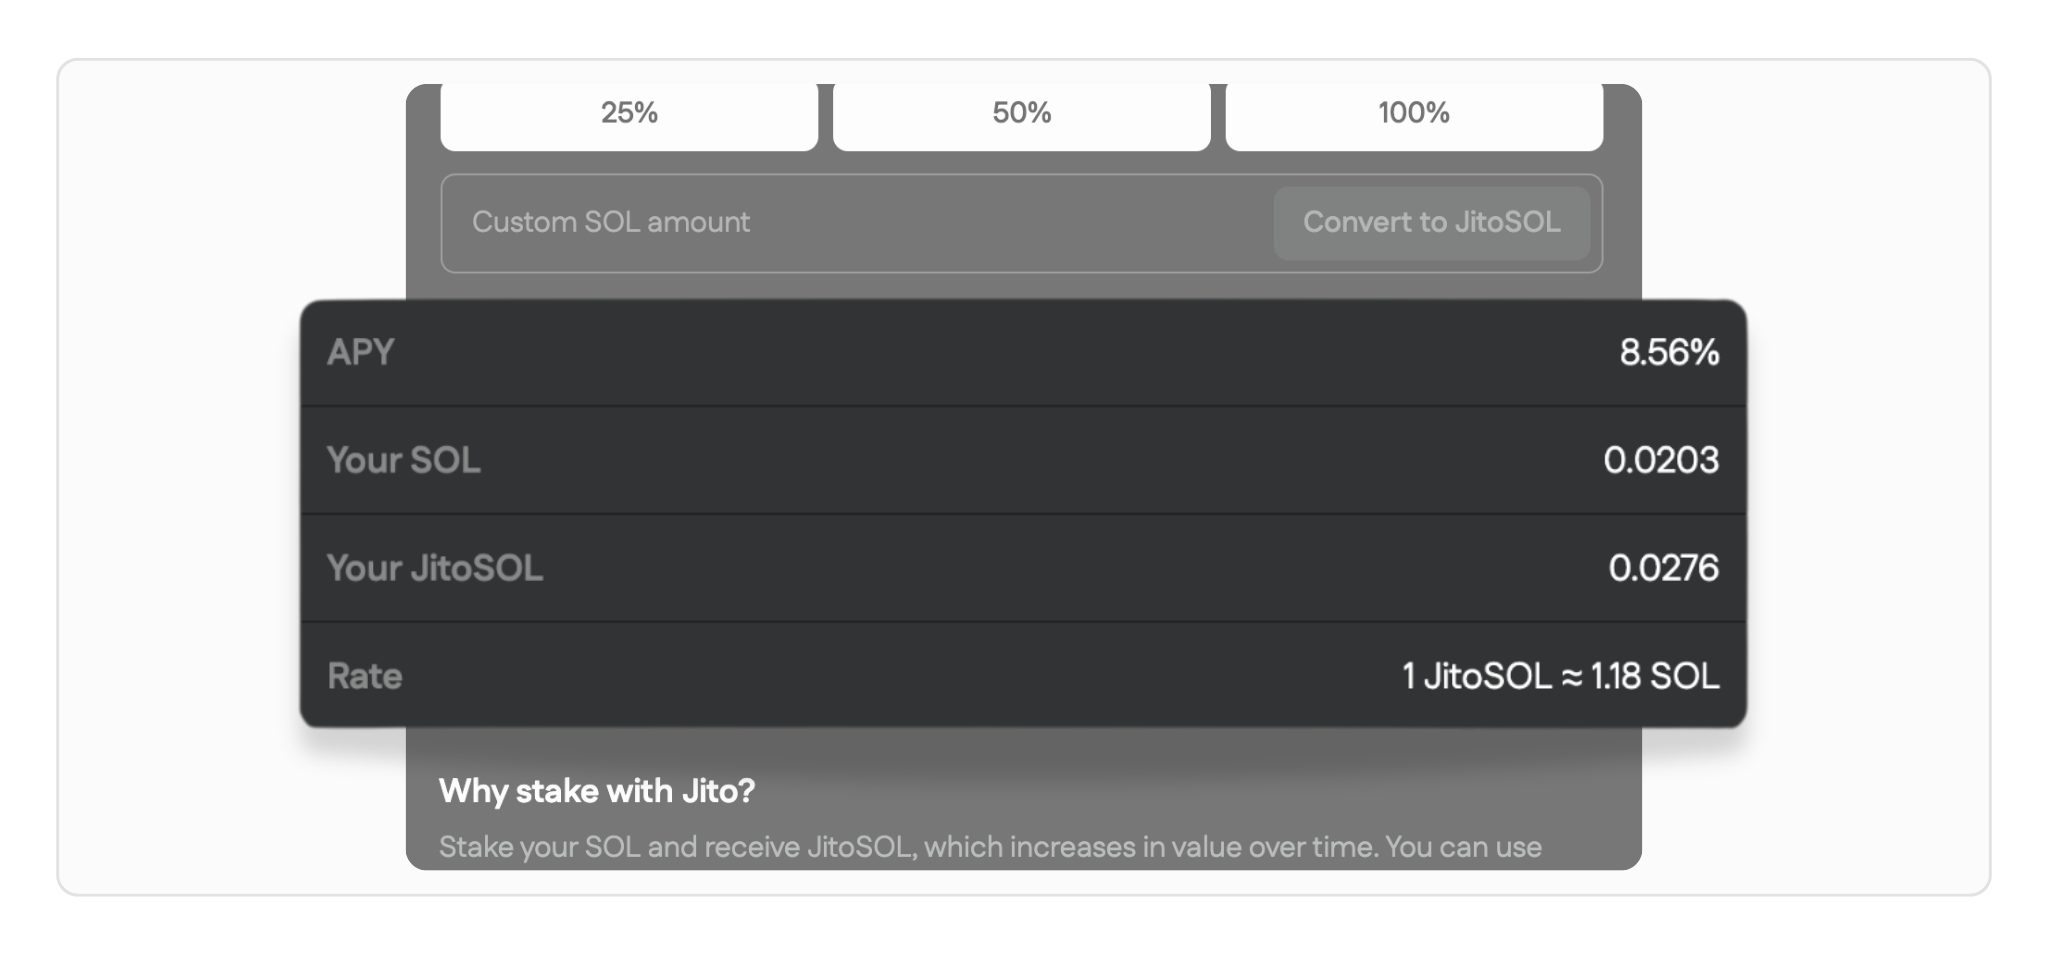 25%
50%
100%
Custom SOL amount
Convert to JitoSOL
APY
8.56%
Your SOL
0.0203
Your JitoSOL
0.0276
Rate
1 JitoSOL ≈ 1.18 SOL
Why stake with Jito?
Stake your SOL and receive JitoSOL, which increases in value over time. You can use